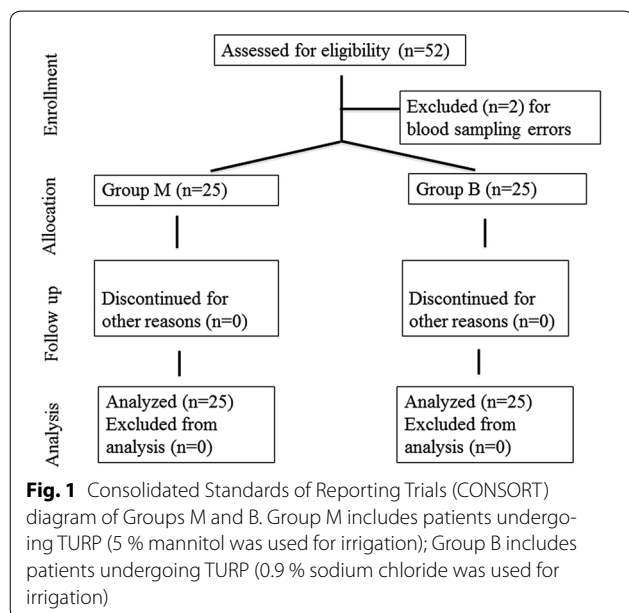 Enrollment
Assessed for eligibility (n=52)
Excluded (n=2) for
blood sampling errors
Allocation
Group M (n=25)
Group B (n=25)
Follow up
Discontinued for
other reasons (n=0)
Discontinued for
other reasons (n=0)
Analysis
Analyzed (n=25)
Excluded from
analysis (n=0)
Analyzed (n=25)
Excluded from
analysis (n=0)
Fig. 1 Consolidated Standards of Reporting Trials (CONSORT)
diagram of Groups M and B. Group M includes patients undergo-
ing TURP (5 % mannitol was used for irrigation); Group B includes
patients undergoing TURP (0.9 % sodium chloride was used for
irrigation)